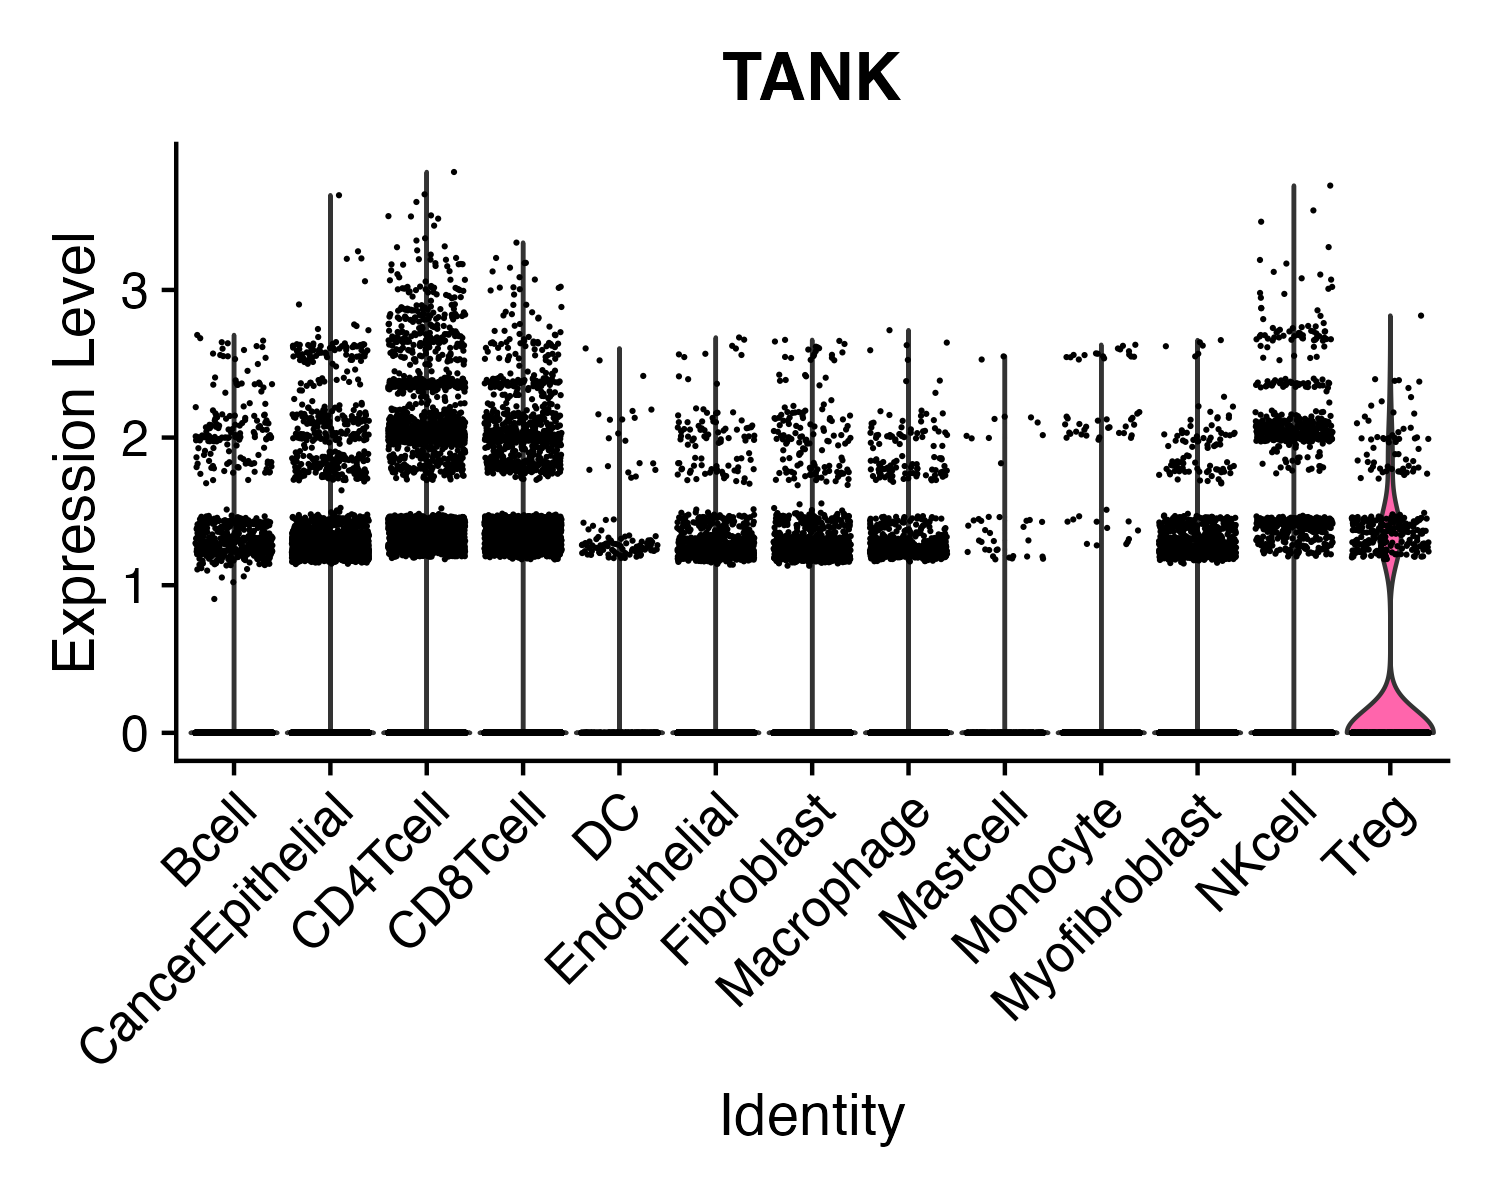 TANK
Expression Level
3
2
1
0
Bcell
CancerEpithelial
CD4Tcell
CD8Tcell
DC
Endothelial
Fibroblast
Macrophage
Mastcell
Monocyte
Myofibroblast
NKcell
Treg
Identity